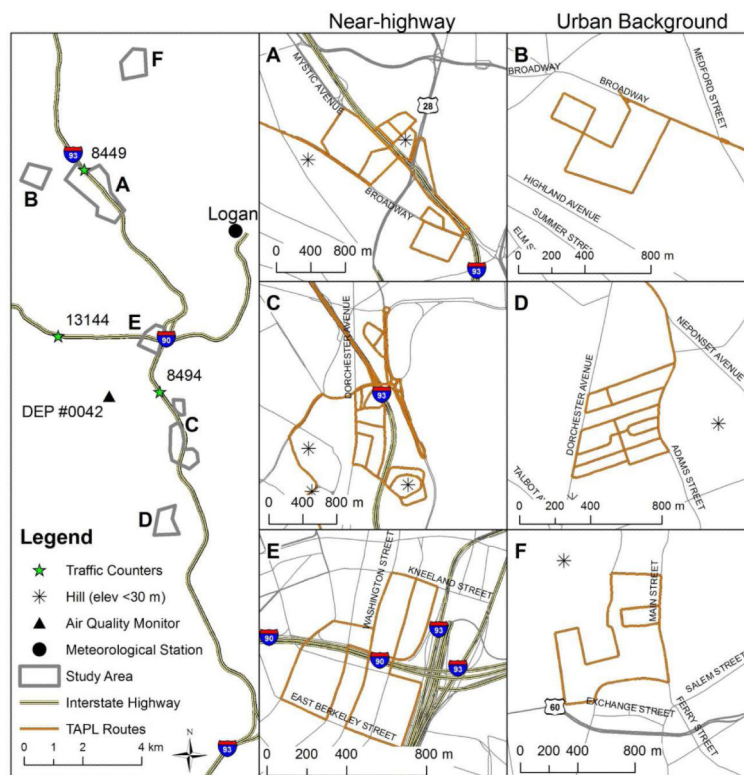 Near-highway
Urban Background
F
93
8449
B
A
Logan
13144
E
90
8494
DEP #0042
C
D
Legend
Traffic Counters
Hill (elev <30 m)
Air Quality Monitor
Meteorological Station
Study Area
Interstate Highway
TAPL Routes
0 2 4 km
N
93
A
MYSTIC AVENUE
28
BROADWAY
0 400 800 m
93
B
BROADWAY
BROADWAY
MEDFORD STREET
HIGHLAND AVENUE
SUMMER STREE
ELM S
0 200 400 800 m
C
DORCHESTER AVENUE
93
0 400 800 m
D
NEPONSET AVENUE
DORCHESTER AVENUE
ADAMS STREET
TALBOT A
0 200 400 800 m
E
WASHINGTON STREET
KNEELAND STREET
93
90
90
93
EAST BERKELEY STREET
0 200 400 800 m
F
MAIN STREET
SALEM STREET
EXCHANGE STREET
60
FERRY STREET
0 200 400 800 m